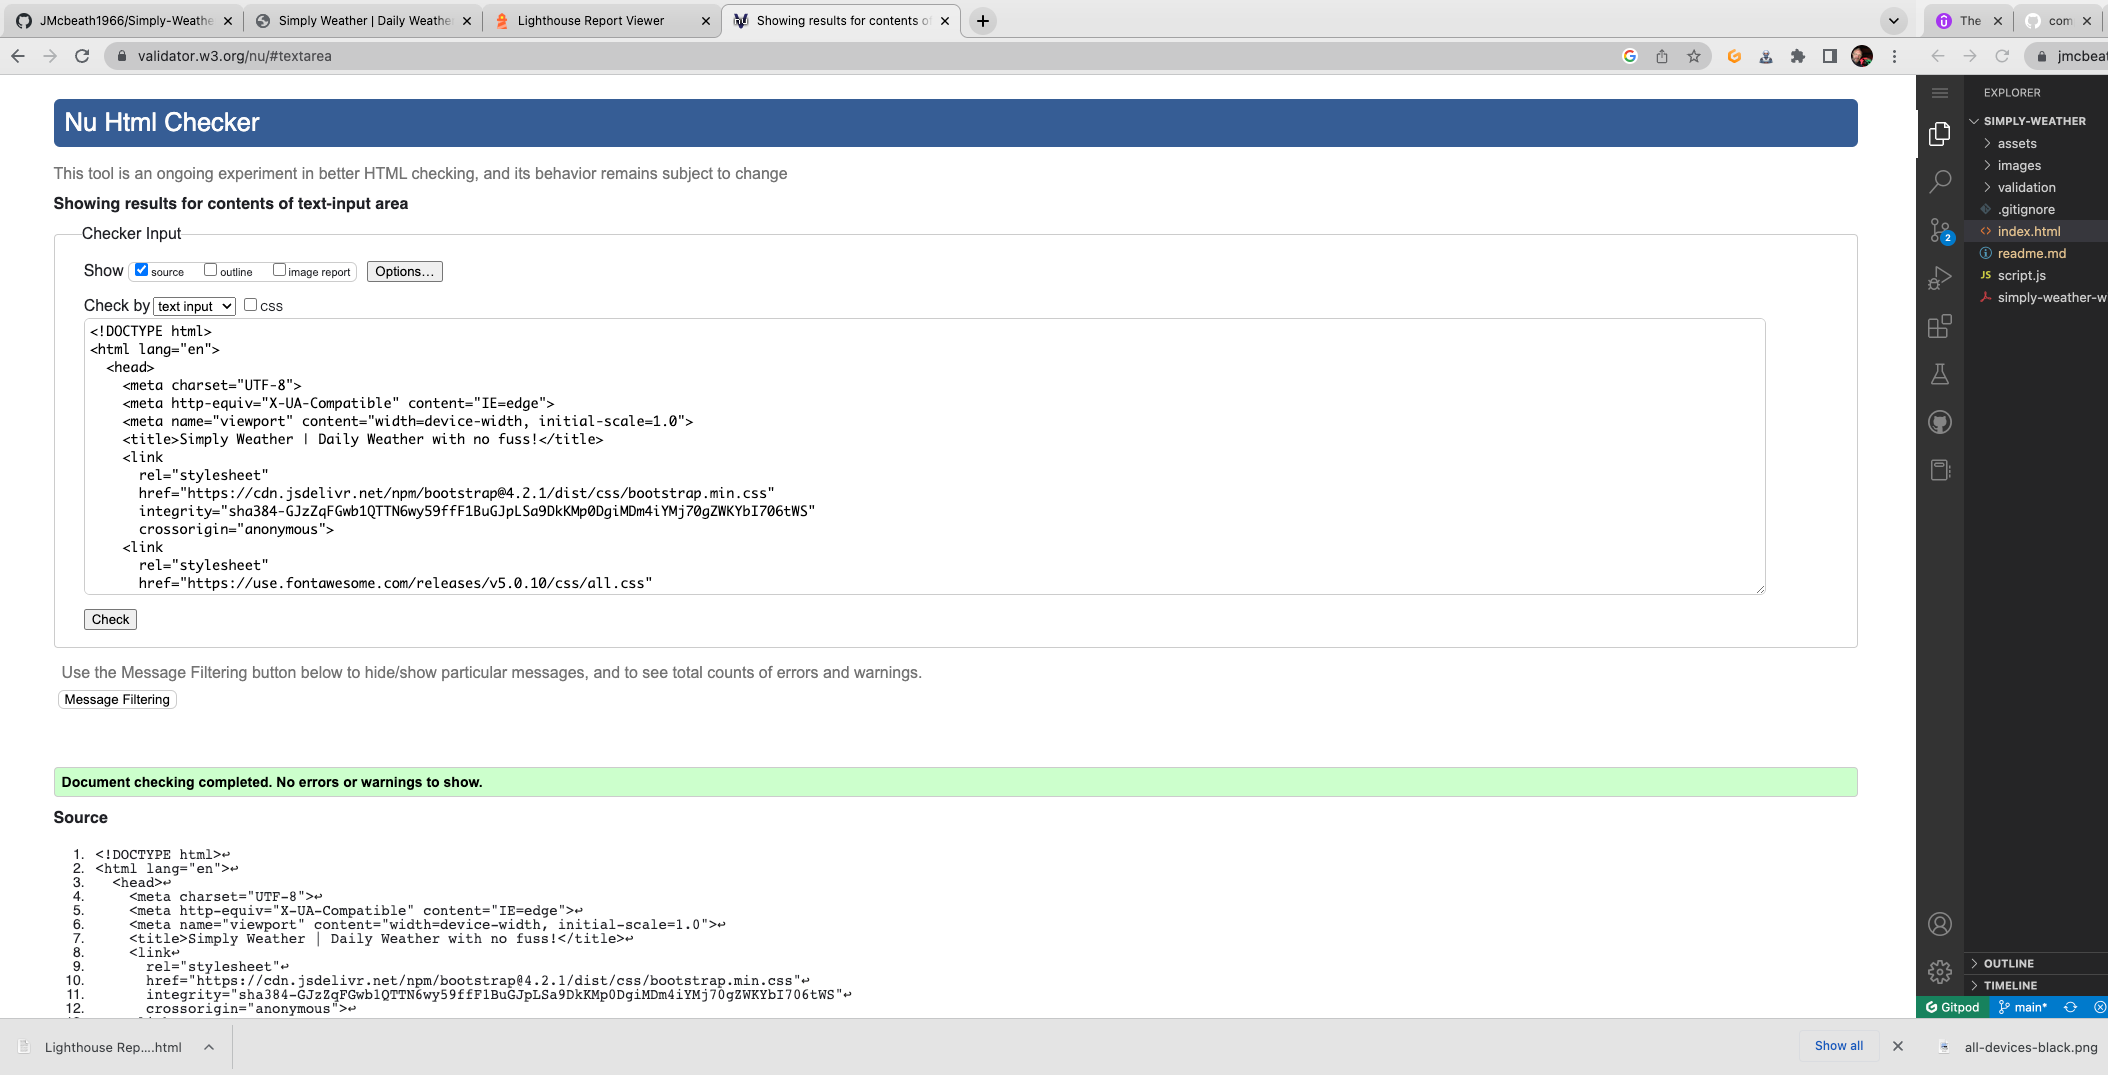 JMcbeath1966/Simply-Weathe
Simply Weather | Daily Weathe
Lighthouse Report Viewer
Showing results for contents o
The
com
validator.w3.org/nu/#textarea
jmcbeat
Nu Html Checker
This tool is an ongoing experiment in better HTML checking, and its behavior remains subject to change
Showing results for contents of text-input area
Checker Input
Show source outline image report Options...
Check by text input css
<!DOCTYPE html>
<html lang="en">
<head>
<meta charset="UTF-8">
<meta http-equiv="X-UA-Compatible" content="IE=edge">
<meta name="viewport" content="width=device-width, initial-scale=1.0">
<title>Simply Weather | Daily Weather with no fuss!</title>
<link
rel="stylesheet"
href="https://cdn.jsdelivr.net/npm/bootstrap@4.2.1/dist/css/bootstrap.min.css"
integrity="sha384-GJzZqFGwb1QTTN6wy59ffF1BuGJpLSa9DkKMp0DgiMDm4iYMj70gZWKYbI706tWS"
crossorigin="anonymous">
<link
rel="stylesheet"
href="https://use.fontawesome.com/releases/v5.0.10/css/all.css"
Check
Use the Message Filtering button below to hide/show particular messages, and to see total counts of errors and warnings.
Message Filtering
Document checking completed. No errors or warnings to show.
Source
1. <!DOCTYPE html>↩
2. <html lang="en">↩
3. <head>↩
4. <meta charset="UTF-8">↩
5. <meta http-equiv="X-UA-Compatible" content="IE=edge">↩
6. <meta name="viewport" content="width=device-width, initial-scale=1.0">↩
7. <title>Simply Weather | Daily Weather with no fuss!</title>↩
8. <link↩
9. rel="stylesheet"↩
10. href="https://cdn.jsdelivr.net/npm/bootstrap@4.2.1/dist/css/bootstrap.min.css"↩
11. integrity="sha384-GJzZqFGwb1QTTN6wy59ffF1BuGJpLSa9DkKMp0DgiMDm4iYMj70gZWKYbI706tWS"↩
12. crossorigin="anonymous">↩
EXPLORER
SIMPLY-WEATHER
assets
images
validation
.gitignore
index.html
readme.md
JS script.js
simply-weather-w
2
OUTLINE
TIMELINE
Gitpod main*
Lighthouse Rep....html
Show all
all-devices-black.png